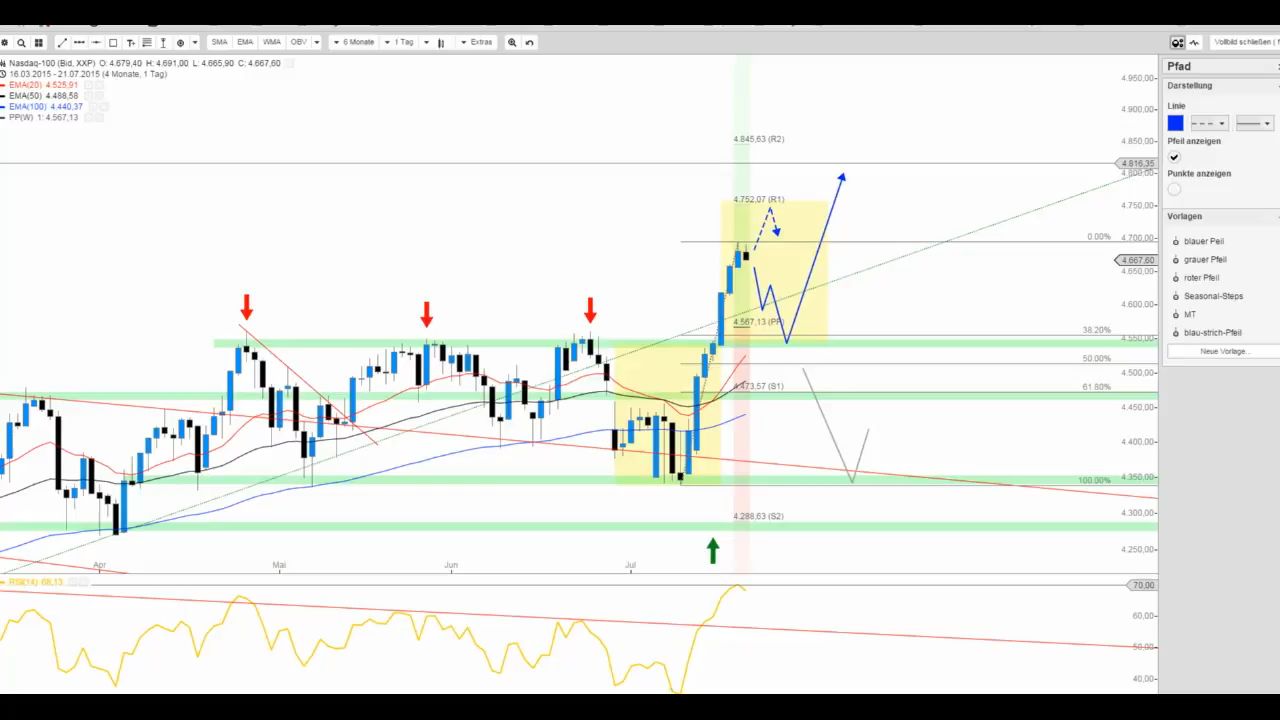 SMA EMA WMA OBV 6 Monate 1 Tag Extras Vollbild schließen
Nasdaq-100 (Bid, XXP) O: 4.679,40 H: 4.691,00 L: 4.665,90 C: 4.667,60
16.03.2015 - 21.07.2015 (4 Monate, 1 Tag)
EMA(20) 4.525,91
EMA(50) 4.488,58
EMA(100) 4.440,37
PP(W) 1: 4.567,13
4.845,63 (R2)
4.752,07 (R1)
0.00%
4.567,13 (PP)
38.20%
50.00%
4.473,57 (S1)
61.80%
100.00%
4.288,63 (S2)
4.950,00
4.900,00
4.850,00
4.816,35
4.800,00
4.750,00
4.700,00
4.667,60
4.650,00
4.600,00
4.550,00
4.500,00
4.450,00
4.400,00
4.350,00
4.300,00
4.250,00
Apr Mai Jun Jul
RSI(14) 68,13
70.00
60,00
50,00
40,00
Pfad
Darstellung
Linie
Pfeil anzeigen
Punkte anzeigen
Vorlagen
blauer Peil
grauer Pfeil
roter Pfeil
Seasonal-Steps
MT
blau-strich-Pfeil
Neue Vorlage...